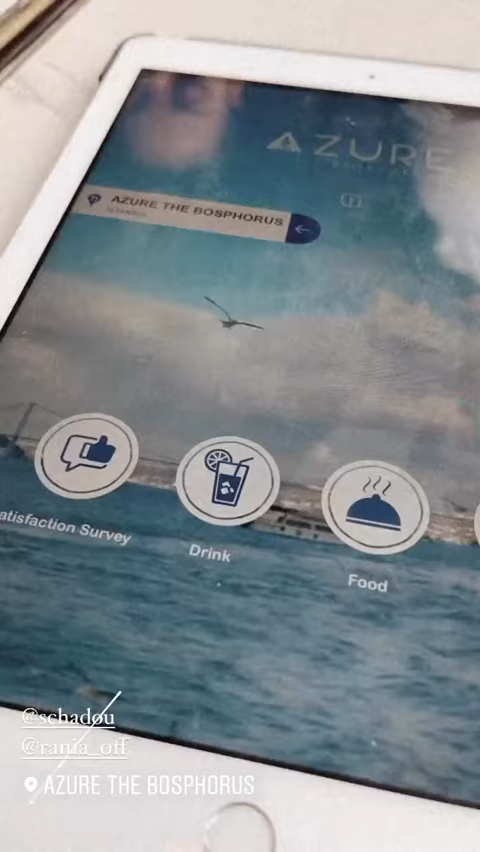 AZURE
AZURE THE BOSPHORUS
atisfaction Survey
Drink
Food
@schadou
@rania_off
AZURE THE BOSPHORUS